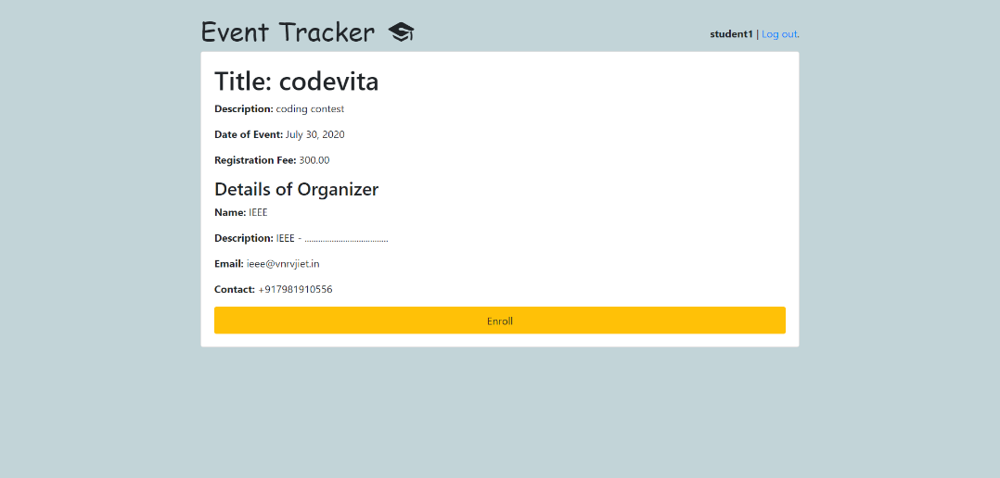 Event Tracker
student1 | Log out.
Title: codevita
Description: coding contest
Date of Event: July 30, 2020
Registration Fee: 300.00
Details of Organizer
Name: IEEE
Description: IEEE - ....................................
Email: ieee@vnrvjiet.in
Contact: +917981910556
Enroll